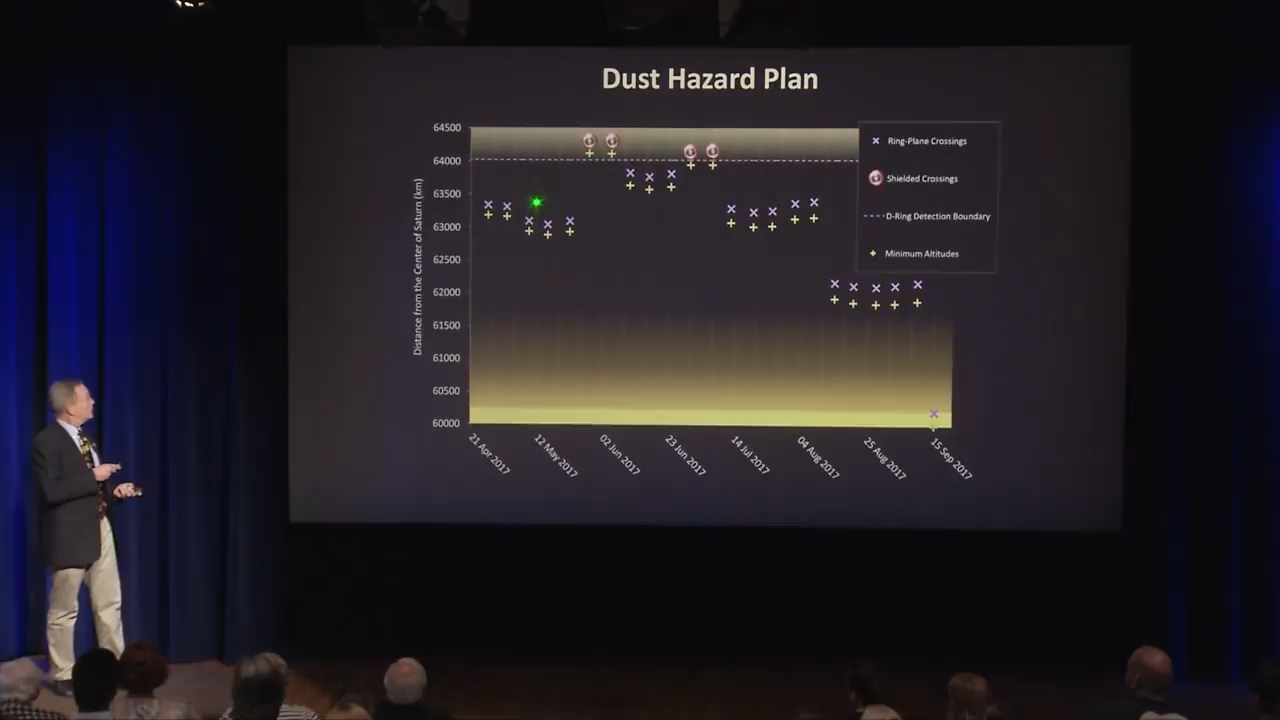 Dust Hazard Plan
64500
64000
63500
63000
62500
62000
61500
61000
60500
60000
Distance from the Center of Saturn (km)
21 Apr 2017
12 May 2017
02 Jun 2017
23 Jun 2017
14 Jul 2017
04 Aug 2017
25 Aug 2017
15 Sep 2017
Ring-Plane Crossings
Shielded Crossings
D-Ring Detection Boundary
Minimum Altitudes